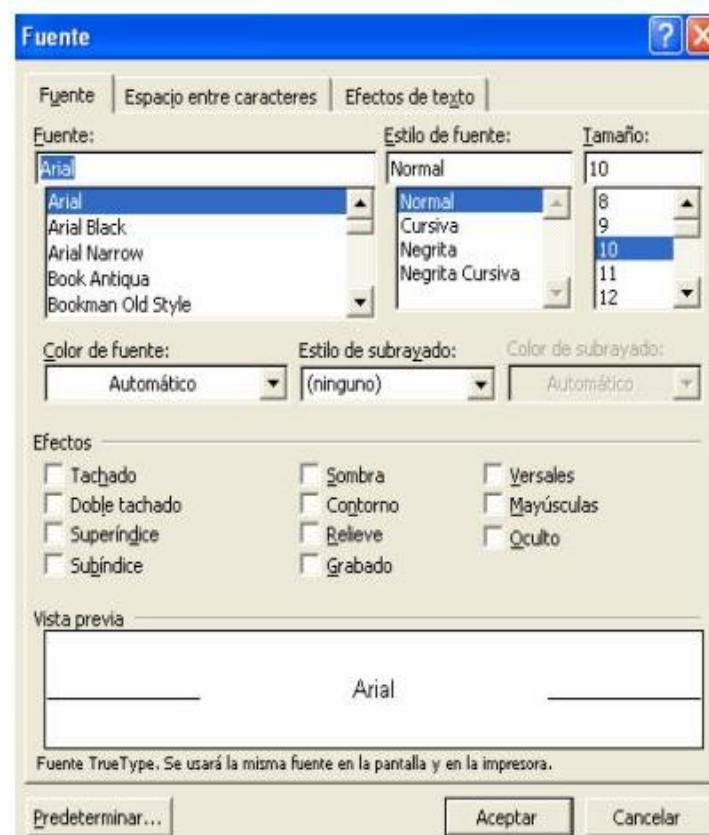 Fuente
Fuente Espacio entre caracteres Efectos de texto
Fuente: Estilo de fuente: Tamaño:
Arial Normal 10
Arial Normal 8
Arial Black Cursiva 9
Arial Narrow Negrita 10
Book Antiqua Negrita Cursiva 11
Bookman Old Style 12
Color de fuente: Estilo de subrayado: Color de subrayado:
Automático (ninguno) Automático
Efectos
Tachado Sombra Versales
Doble tachado Contorno Mayúsculas
Superíndice Relieve Oculto
Subíndice Grabado
Vista previa
Arial
Fuente TrueType. Se usará la misma fuente en la pantalla y en la impresora.
Predeterminar... Aceptar Cancelar